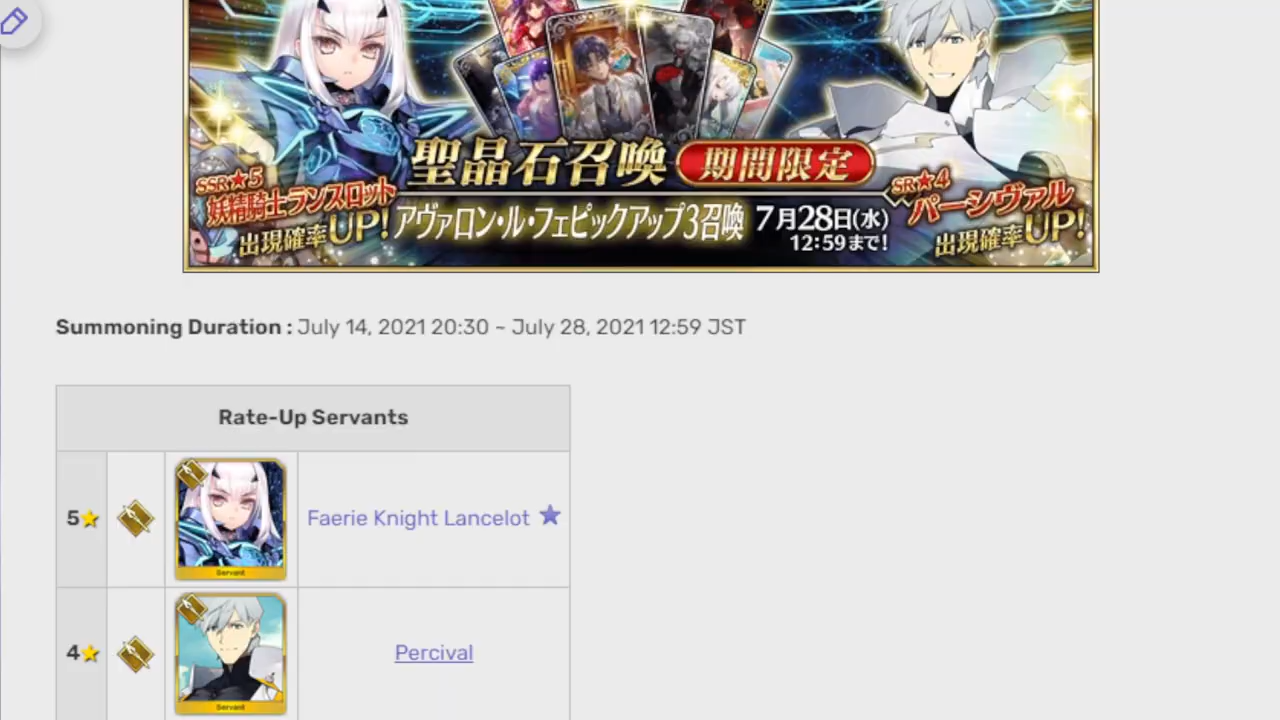 聖晶石召喚 期間限定
SSR★5
妖精騎士ランスロット
出現確率UP!
アヴァロン・ル・フェピックアップ3召喚
7月28日(水)
12:59まで!
SR★4
パーシヴァル
出現確率UP!
Summoning Duration : July 14, 2021 20:30 ~ July 28, 2021 12:59 JST
Rate-Up Servants
5★ Servant Faerie Knight Lancelot ★
4★ Servant Percival